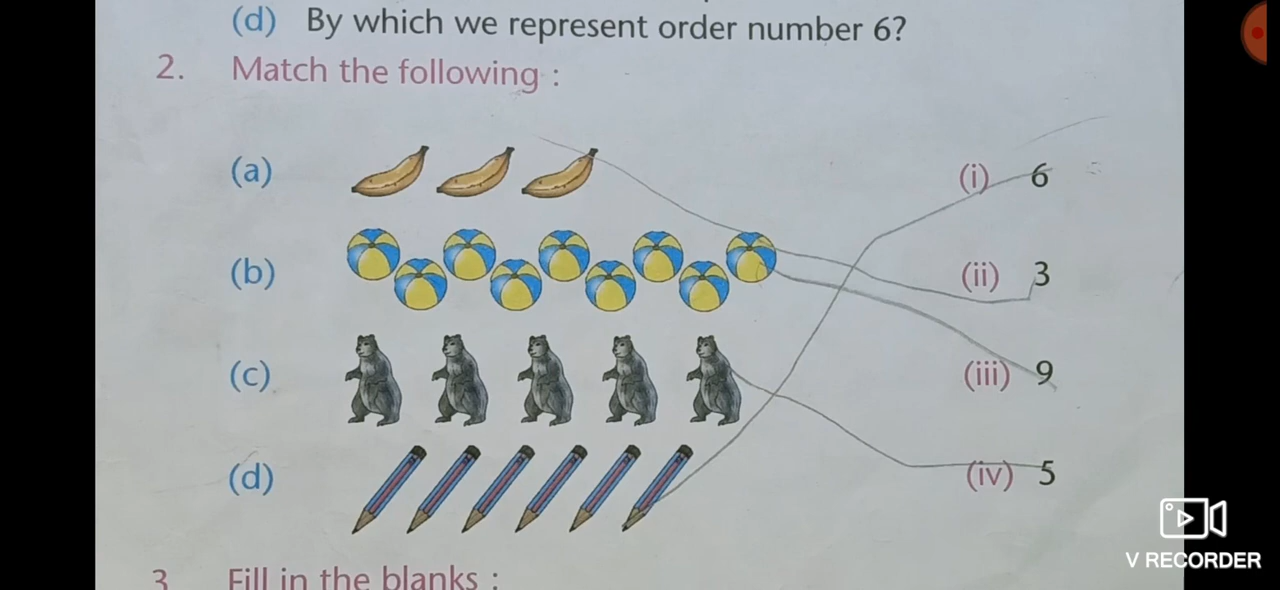 (d) By which we represent order number 6?
2. Match the following :
(a) (i) 6
(b) (ii) 3
(c) (iii) 9
(d) (iv) 5
3 Fill in the blanks :
V RECORDER